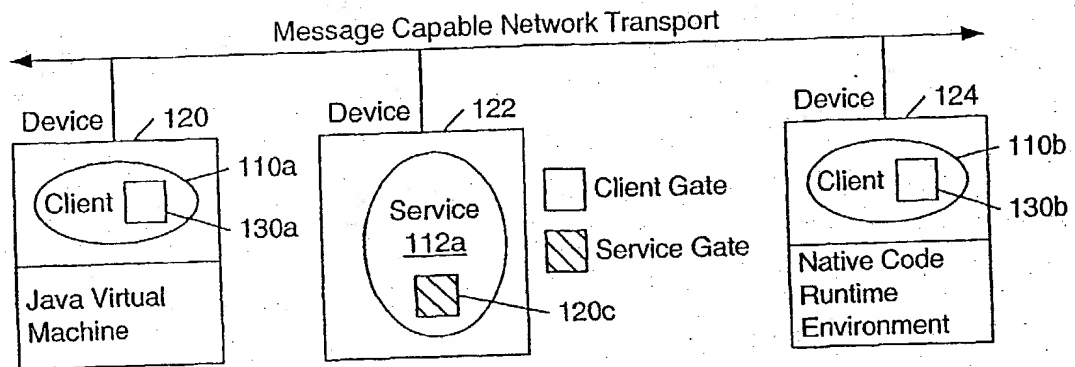 Message Capable Network Transport
Device
120
Client
110a
130a
Java Virtual
Machine
Device
122
Service
112a
120c
Client Gate
Service Gate
Device
124
Client
110b
130b
Native Code
Runtime
Environment